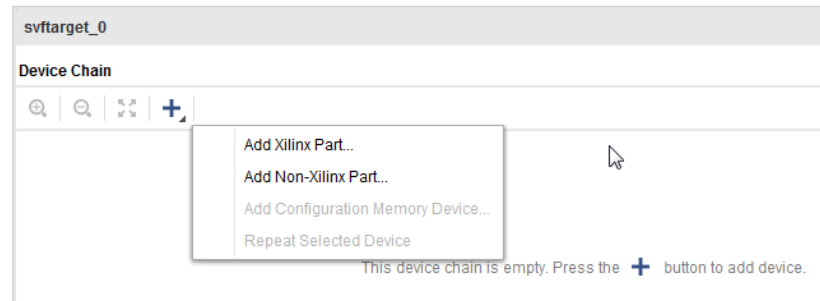 svftarget_0
Device Chain
Add Xilinx Part...
Add Non-Xilinx Part...
Add Configuration Memory Device...
Repeat Selected Device
This device chain is empty. Press the + button to add device.